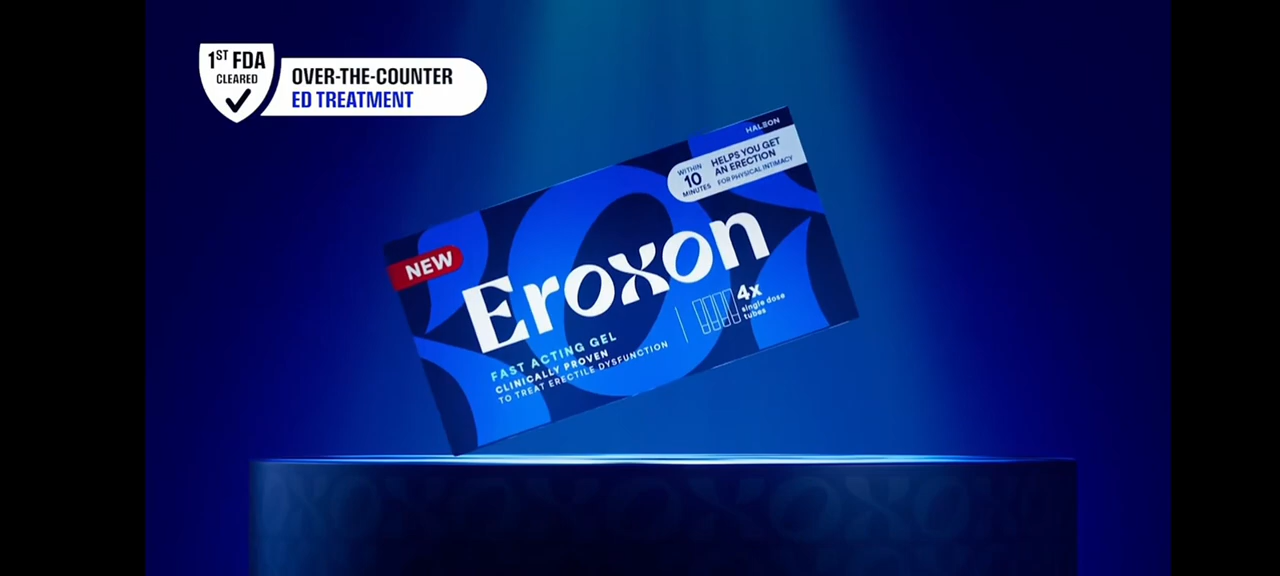 1ST FDA
CLEARED
OVER-THE-COUNTER
ED TREATMENT
HALEON
WITHIN
10
MINUTES
HELPS YOU GET
AN ERECTION
FOR PHYSICAL INTIMACY
NEW
Eroxon
4x
single dose
tubes
FAST ACTING GEL
CLINICALLY PROVEN
TO TREAT ERECTILE DYSFUNCTION